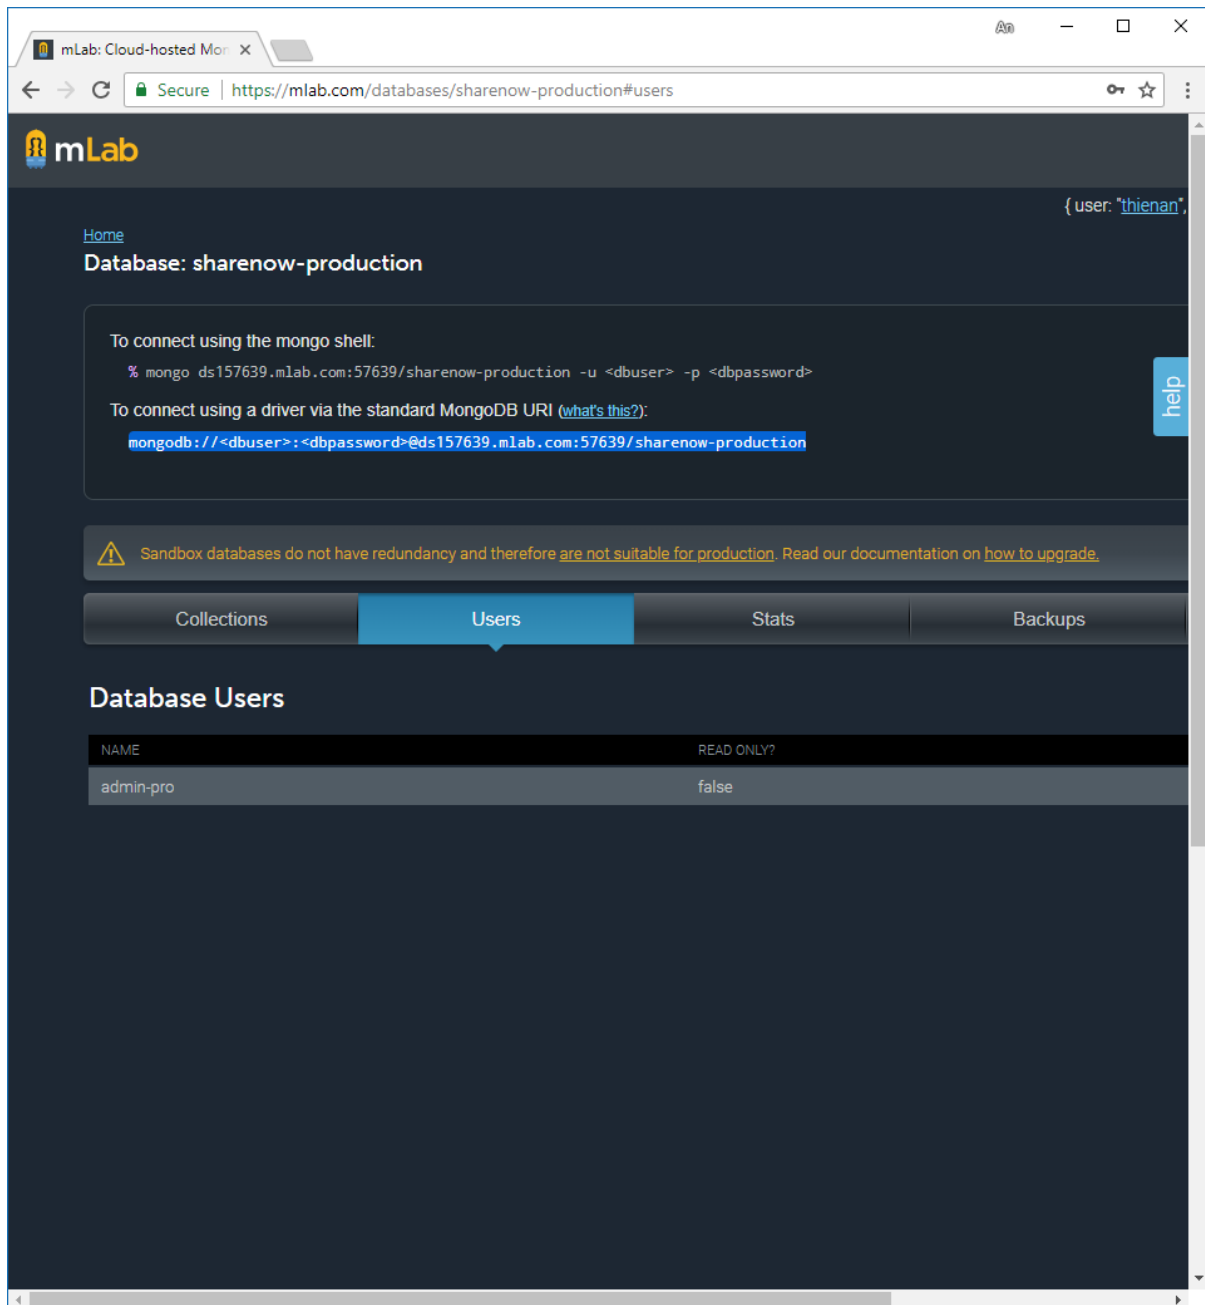 An
mLab: Cloud-hosted Mon
Secure | https://mlab.com/databases/sharenow-production#users
mLab
{ user: "thienan",
Home
Database: sharenow-production
To connect using the mongo shell:
% mongo ds157639.mlab.com:57639/sharenow-production -u <dbuser> -p <dbpassword>
help
To connect using a driver via the standard MongoDB URI (what's this?):
mongodb://<dbuser>:<dbpassword>@ds157639.mlab.com:57639/sharenow-production
Sandbox databases do not have redundancy and therefore are not suitable for production. Read our documentation on how to upgrade.
Collections Users Stats Backups
Database Users
NAME READ ONLY?
admin-pro false